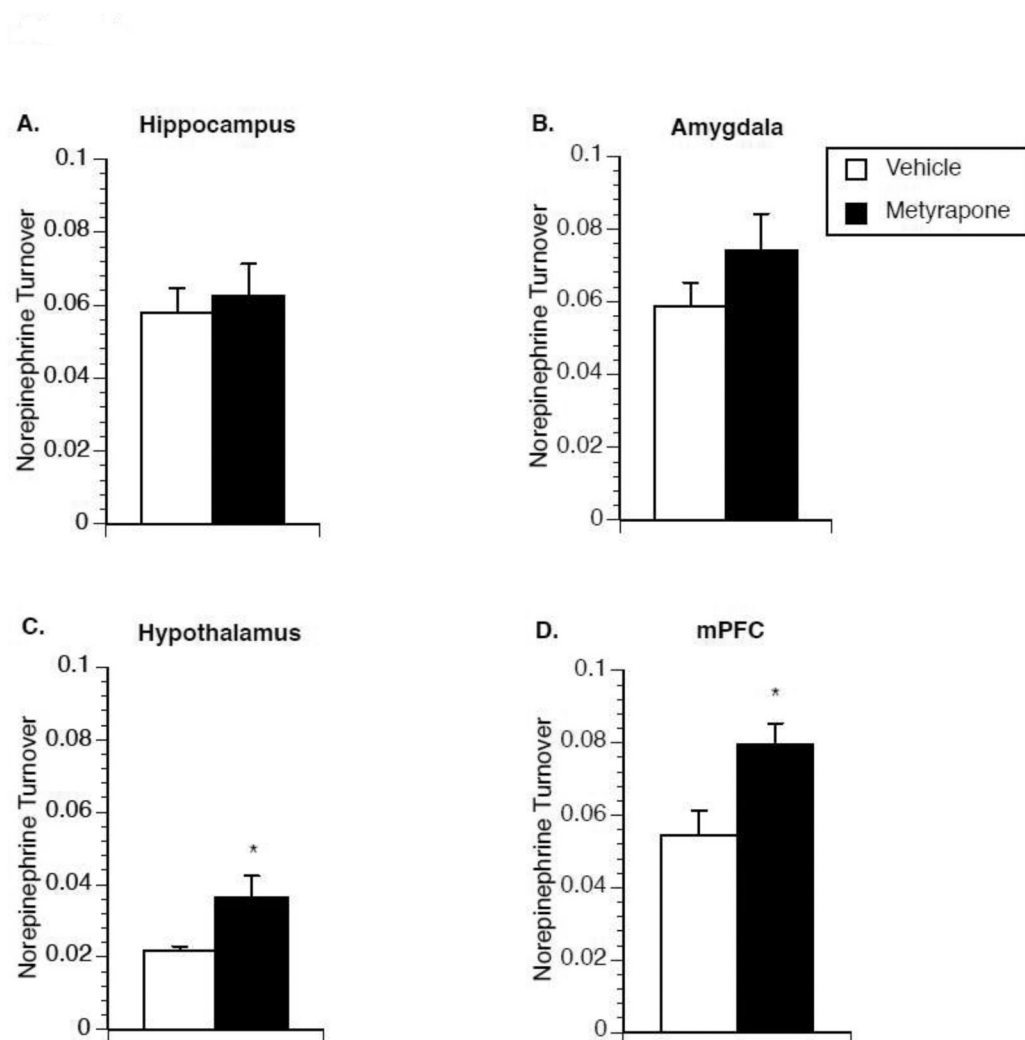 A. Hippocampus
Norepinephrine Turnover
0.1
0.08
0.06
0.04
0.02
0
B. Amygdala
Norepinephrine Turnover
0.1
0.08
0.06
0.04
0.02
0
Vehicle
Metyrapone
C. Hypothalamus
Norepinephrine Turnover
0.1
0.08
0.06
0.04
0.02
0
*
D. mPFC
Norepinephrine Turnover
0.1
0.08
0.06
0.04
0.02
0
*